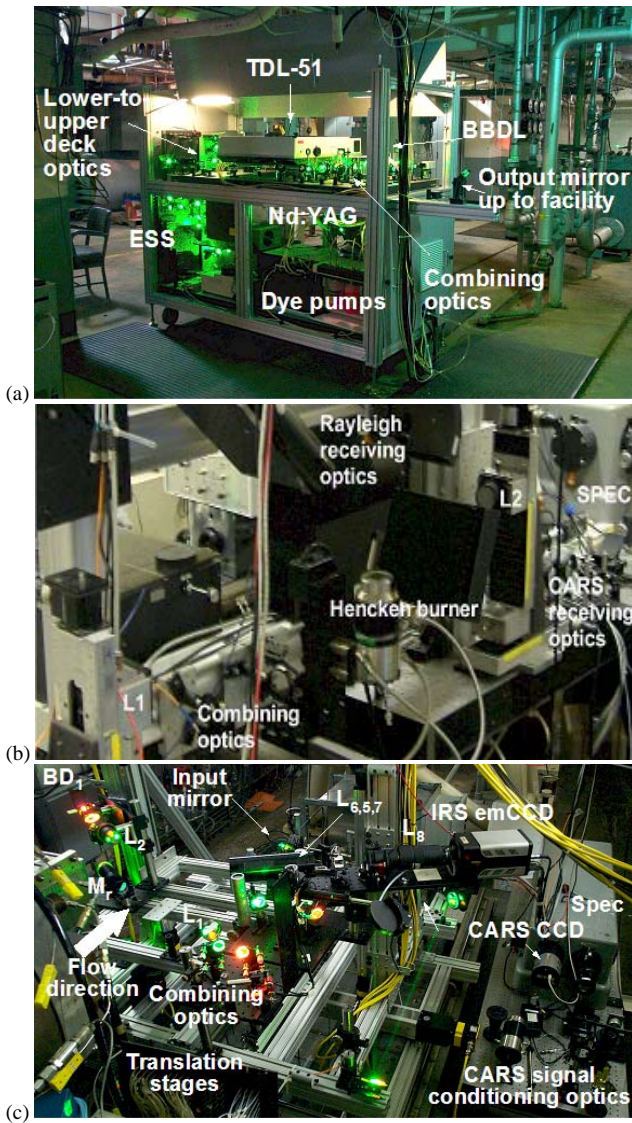 TDL-51
Lower-to
upper
deck
optics
BBDL
Output mirror
up to facility
ESS
Nd:YAG
Combining
optics
Dye pumps
(a)
Rayleigh
receiving
optics
L2
SPEC
Henckeh burner
CARS
receiving
optics
L1
Combining
optics
(b)
BD1
Input
mirror
L6,5,7
L2
L8
IRS emCCD
Mr
L1
Spec
CARS CCD
Flow
direction
Combining
optics
Translation
stages
CARS signal
conditioning optics
(c)